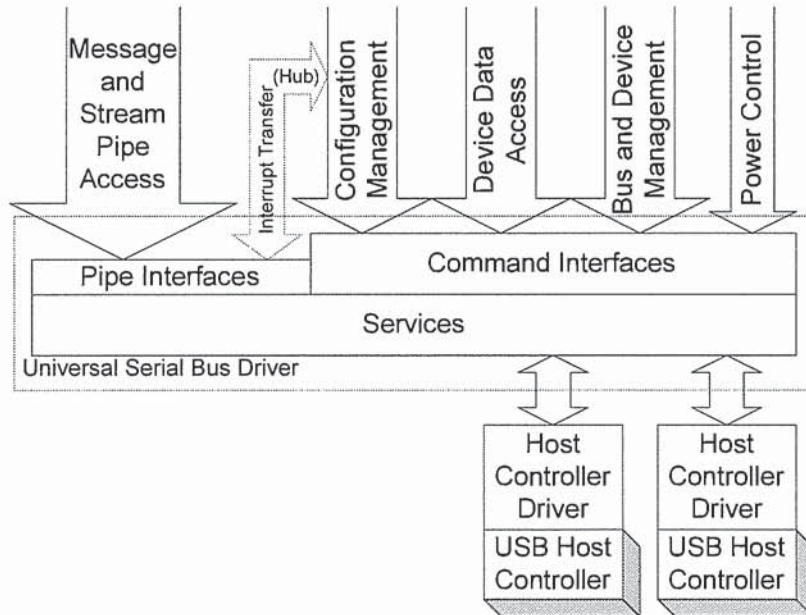 Message
and
Stream
Pipe
Access
Interrupt Transfer
(Hub)
Configuration
Management
Device Data
Access
Bus and Device
Management
Power Control
Pipe Interfaces
Command Interfaces
Services
Universal Serial Bus Driver
Host
Controller
Driver
USB Host
Controller
Host
Controller
Driver
USB Host
Controller